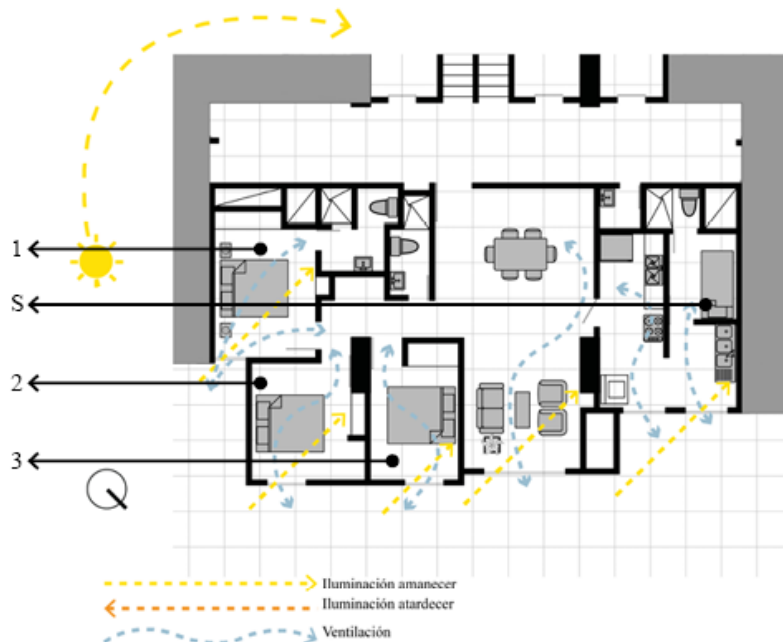 1
S
2
3
Iluminación amanecer
Iluminación atardecer
Ventilación